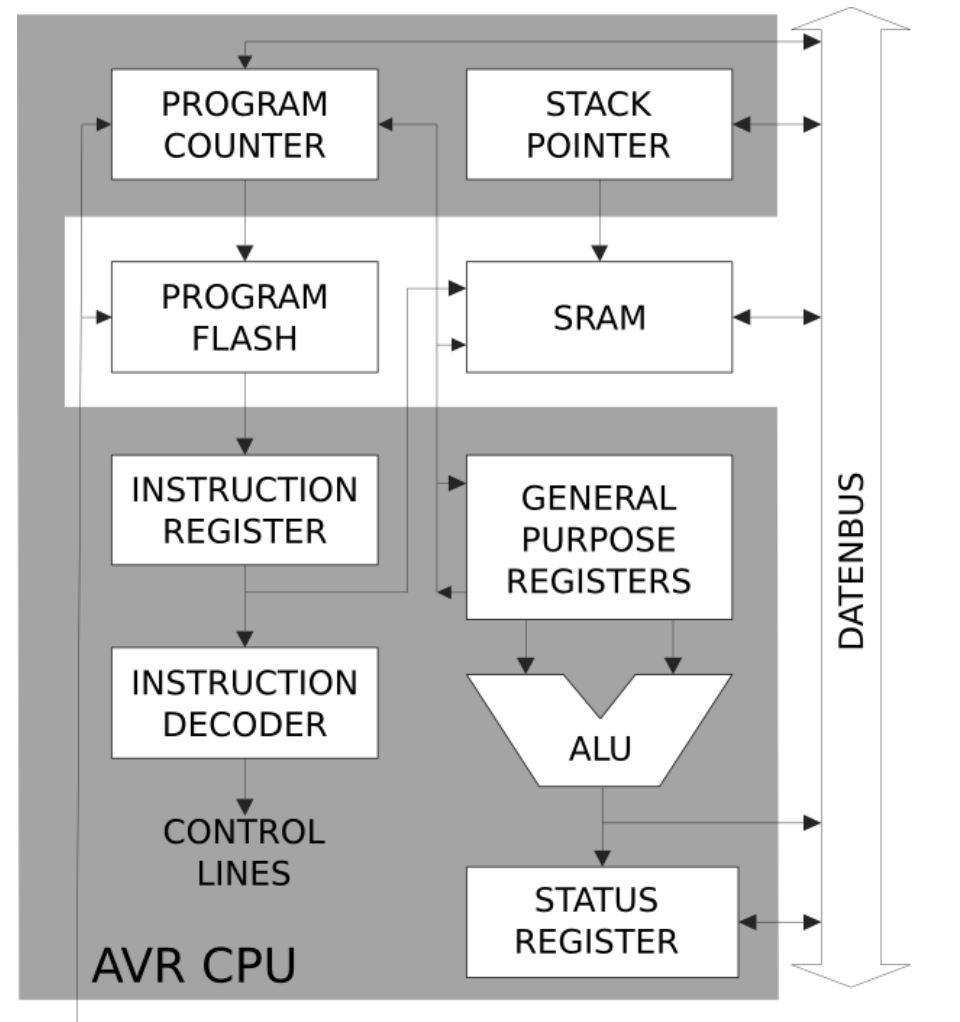 PROGRAM
COUNTER
STACK
POINTER
PROGRAM
FLASH
SRAM
INSTRUCTION
REGISTER
GENERAL
PURPOSE
REGISTERS
DATENBUS
INSTRUCTION
DECODER
ALU
CONTROL
LINES
STATUS
REGISTER
AVR CPU